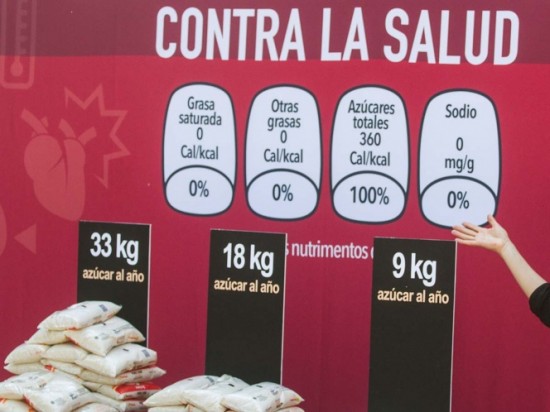 CONTRA LA SALUD
Grasa
saturada
0
Cal/kcal
0%
Otras
grasas
0
Cal/kcal
0%
Azúcares
totales
360
Cal/kcal
100%
Sodio
0
mg/g
0%
s nutrimentos d
33 kg
azúcar al año
18 kg
azúcar al año
9 kg
azúcar al año